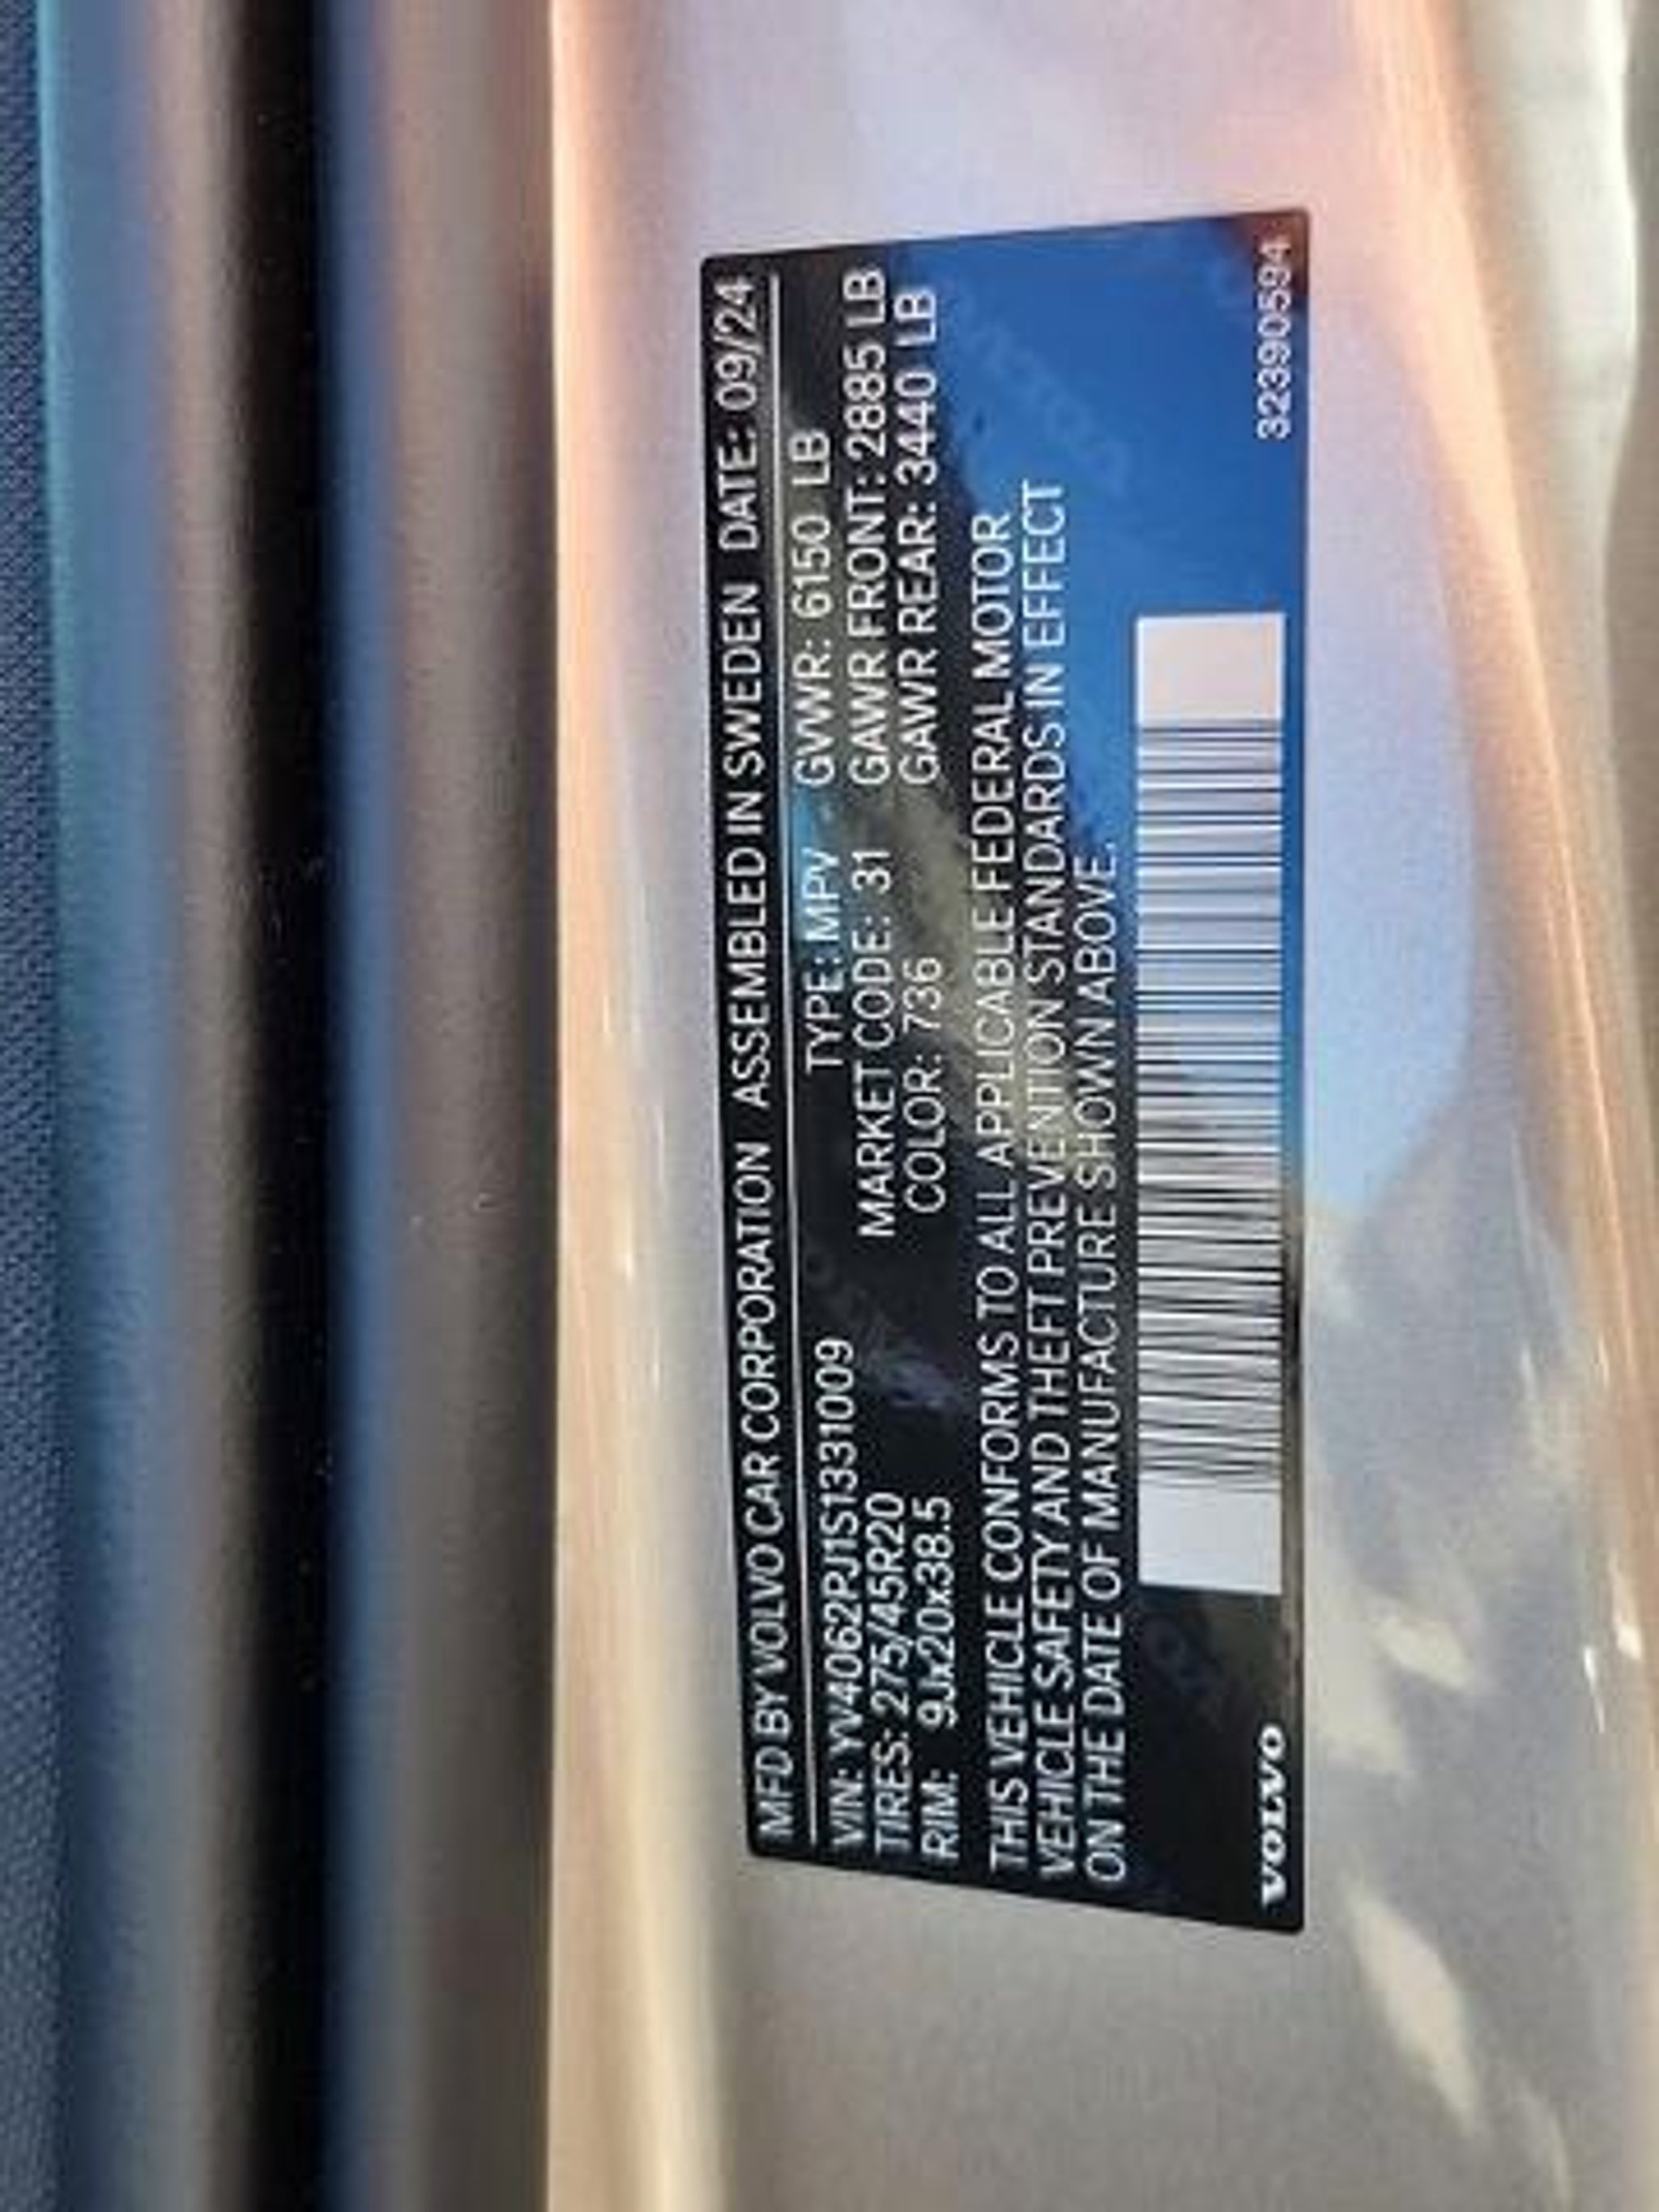 MFD BY VOLVO CAR CORPORATION ASSEMBLED IN SWEDEN DATE: 09/24
VIN: YV4062PJ1S1331009 TYPE: MPV GVWR: 6150 LB
TIRES: 275/45R20 MARKET CODE: 31 GAWR FRONT: 2885 LB
RIM: 9Jx20x38.5 COLOR: 736 GAWR REAR: 3440 LB
THIS VEHICLE CONFORMS TO ALL APPLICABLE FEDERAL MOTOR
VEHICLE SAFETY AND THEFT PREVENTION STANDARDS IN EFFECT
ON THE DATE OF MANUFACTURE SHOWN ABOVE.
VOLVO 32390594